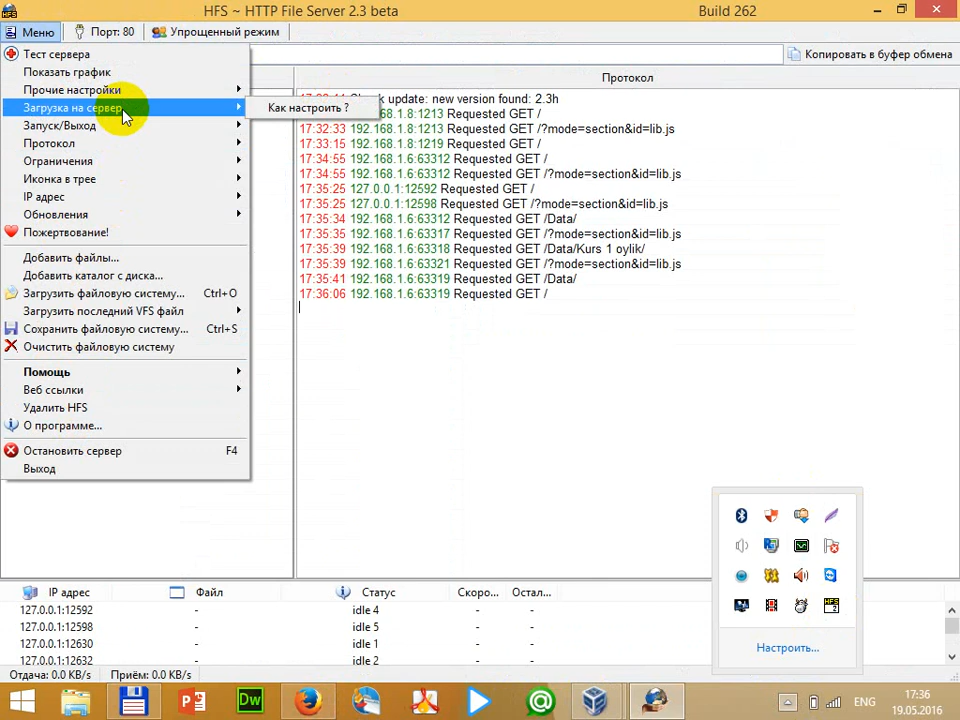 HFS ~ HTTP File Server 2.3 beta
Build 262
Меню
Порт: 80
Упрощенный режим
Тест сервера
Показать график
Прочие настройки
Загрузка на сервер
Как настроить ?
Запуск/Выход
Протокол
Ограничения
Иконка в трее
IP адрес
Обновления
Пожертвование!
Добавить файлы...
Добавить каталог с диска...
Загрузить файловую систему... Ctrl+O
Загрузить последний VFS файл
Сохранить файловую систему... Ctrl+S
Очистить файловую систему
Помощь
Веб ссылки
Удалить HFS
О программе...
Остановить сервер F4
Выход
Копировать в буфер обмена
Протокол
update: new version found: 2.3h
.168.1.8:1213 Requested GET /
17:32:33 192.168.1.8:1213 Requested GET /?mode=section&id=lib.js
17:33:15 192.168.1.8:1219 Requested GET /
17:34:55 192.168.1.6:63312 Requested GET /
17:34:55 192.168.1.6:63312 Requested GET /?mode=section&id=lib.js
17:35:25 127.0.0.1:12592 Requested GET /
17:35:25 127.0.0.1:12598 Requested GET /?mode=section&id=lib.js
17:35:34 192.168.1.6:63312 Requested GET /Data/
17:35:39 192.168.1.6:63317 Requested GET /?mode=section&id=lib.js
17:35:39 192.168.1.6:63318 Requested GET /Data/Kurs 1 oylik/
17:35:39 192.168.1.6:63321 Requested GET /?mode=section&id=lib.js
17:35:41 192.168.1.6:63319 Requested GET /Data/
17:36:06 192.168.1.6:63319 Requested GET /
Настроить...
IP адрес Файл Статус Скоро... Остал...
127.0.0.1:12592 - idle 4 - -
127.0.0.1:12598 - idle 5 - -
127.0.0.1:12630 - idle 1 - -
127.0.0.1:12632 - idle 2 - -
Отдача: 0.0 KB/s Приём: 0.0 KB/s
Dw
ENG
17:36
19.05.2016